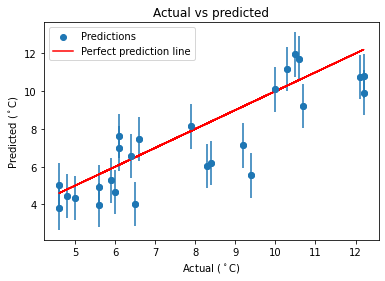 Actual vs predicted
Predictions
Perfect prediction line
Predicted (°C)
12
10
8
6
4
5 6 7 8 9 10 11 12
Actual (°C)